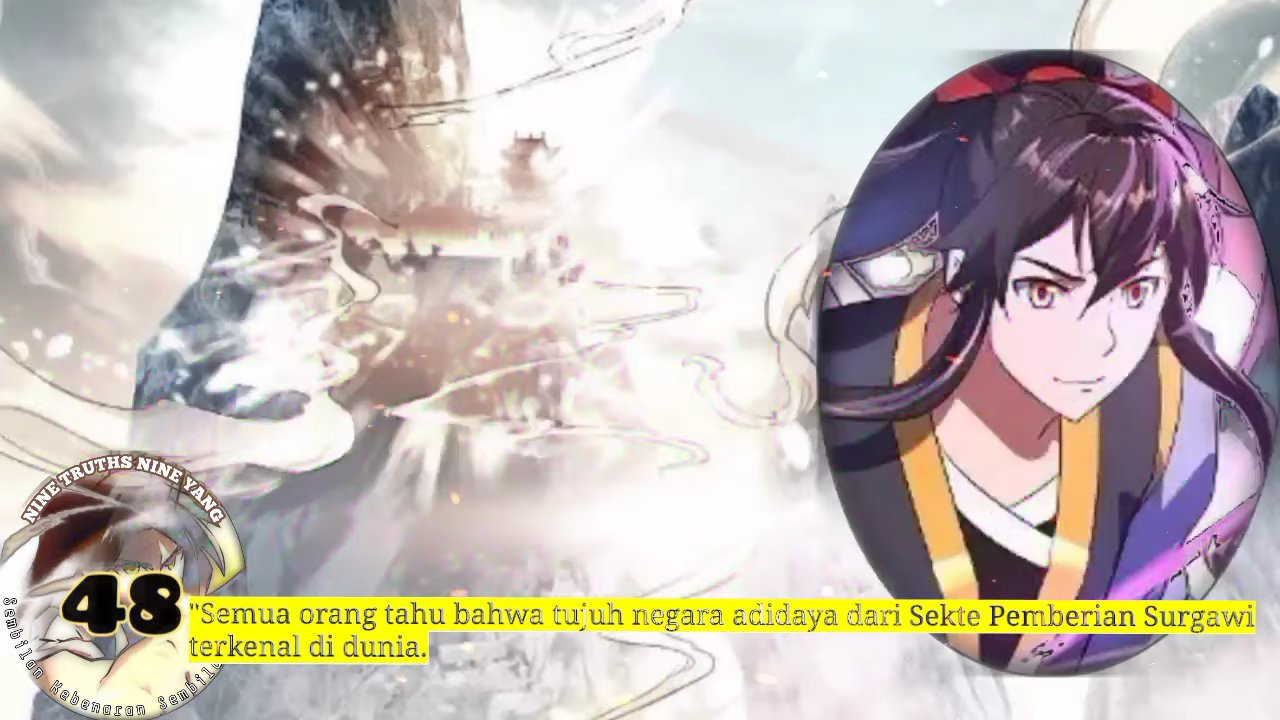 NINE TRUTHS NINE YANG
48
"Semua orang tahu bahwa tujuh negara adidaya dari Sekte Pemberian Surgawi
terkenal di dunia.
Sembilan Kebenaran